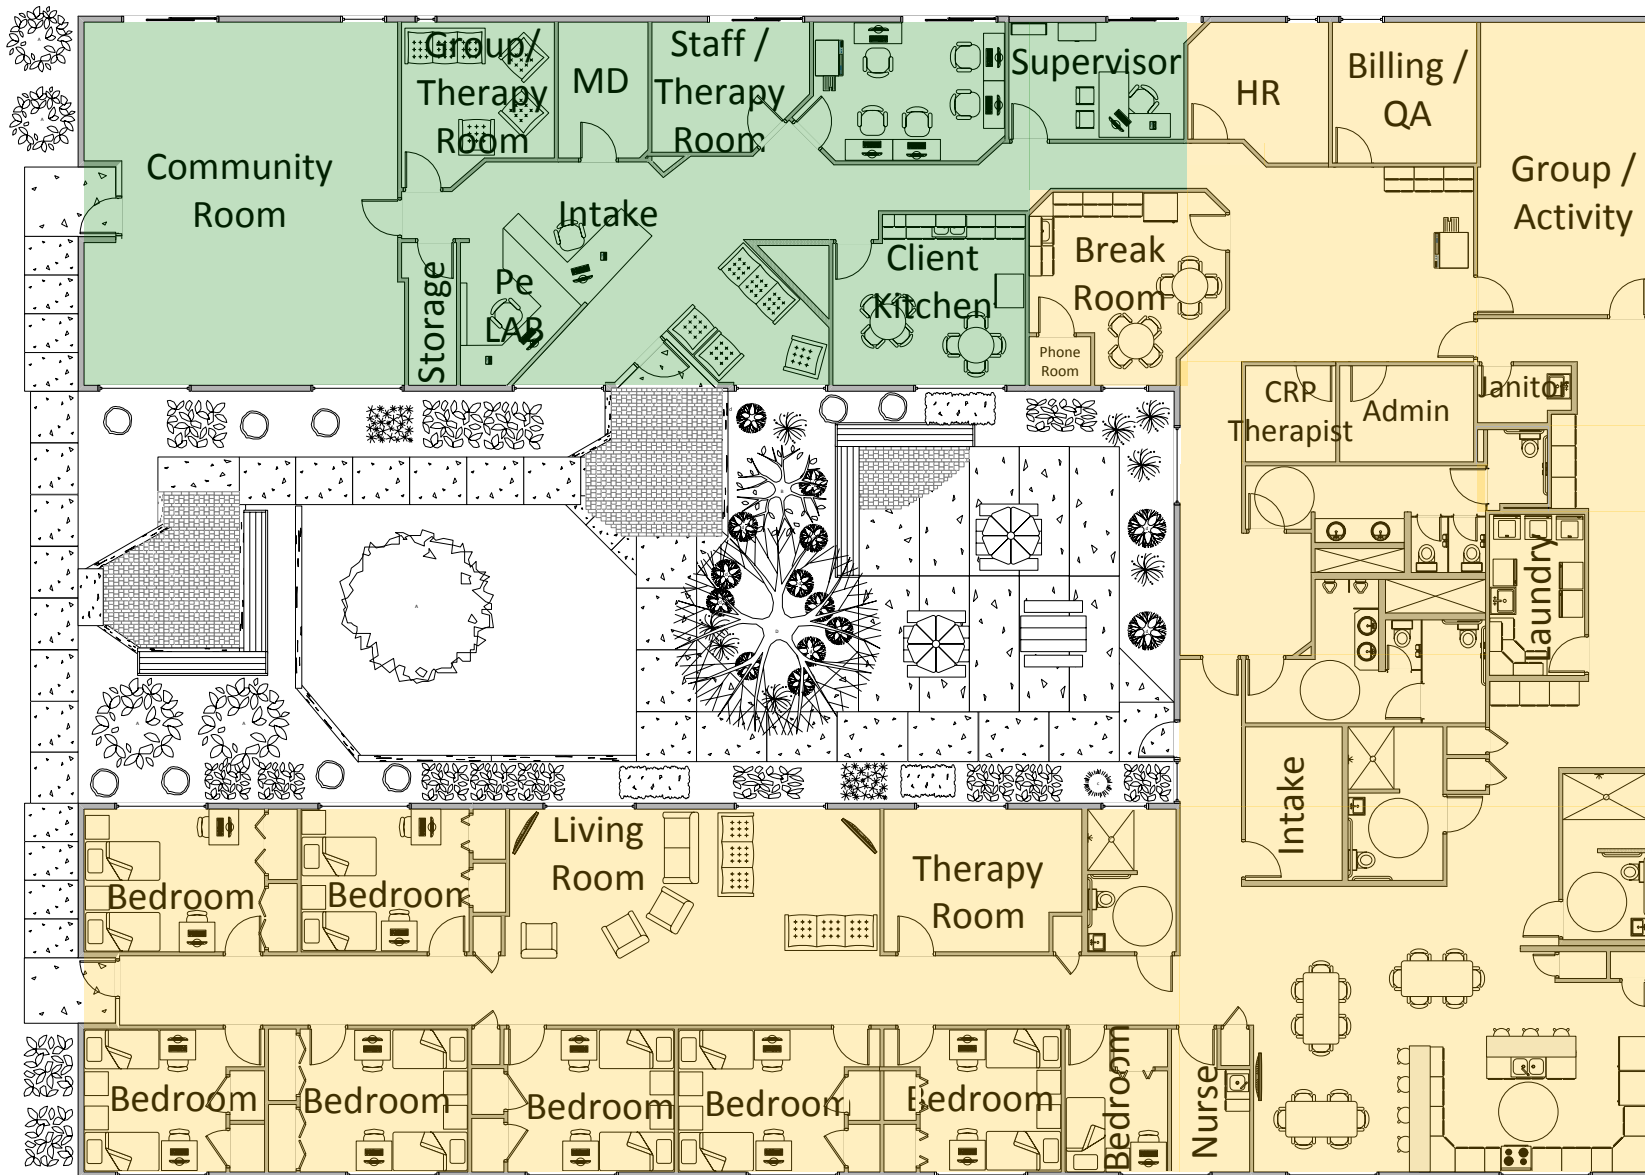 Group/
Therapy
Room
MD
Staff /
Therapy
Room
Supervisor
HR
Billing /
QA
Group /
Activity
Community
Room
Intake
Storage
Pe
LAB
Client
Kitchen
Break
Room
Phone
Room
CRP
Therapist
Admin
Janitor
Laundry
Intake
Living
Room
Therapy
Room
Bedroom
Bedroom
Bedroom
Bedroom
Bedroom
Bedroom
Bedroom
Bedroom
Nurse